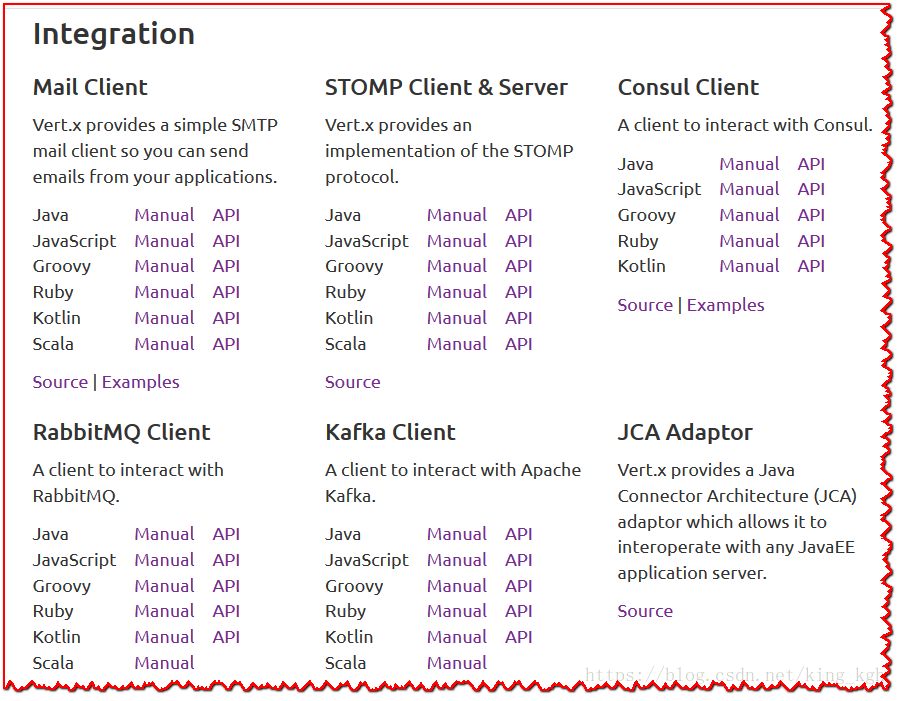 Integration
Mail Client
Vert.x provides a simple SMTP
mail client so you can send
emails from your applications.
Java Manual API
JavaScript Manual API
Groovy Manual API
Ruby Manual API
Kotlin Manual API
Scala Manual API
Source | Examples
STOMP Client & Server
Vert.x provides an
implementation of the STOMP
protocol.
Java Manual API
JavaScript Manual API
Groovy Manual API
Ruby Manual API
Kotlin Manual API
Scala Manual API
Source
Consul Client
A client to interact with Consul.
Java Manual API
JavaScript Manual API
Groovy Manual API
Ruby Manual API
Kotlin Manual API
Source | Examples
RabbitMQ Client
A client to interact with
RabbitMQ.
Java Manual API
JavaScript Manual API
Groovy Manual API
Ruby Manual API
Kotlin Manual API
Scala Manual
Kafka Client
A client to interact with Apache
Kafka.
Java Manual API
JavaScript Manual API
Groovy Manual API
Ruby Manual API
Kotlin Manual API
Scala Manual
JCA Adaptor
Vert.x provides a Java
Connector Architecture (JCA)
adaptor which allows it to
interoperate with any JavaEE
application server.
Source